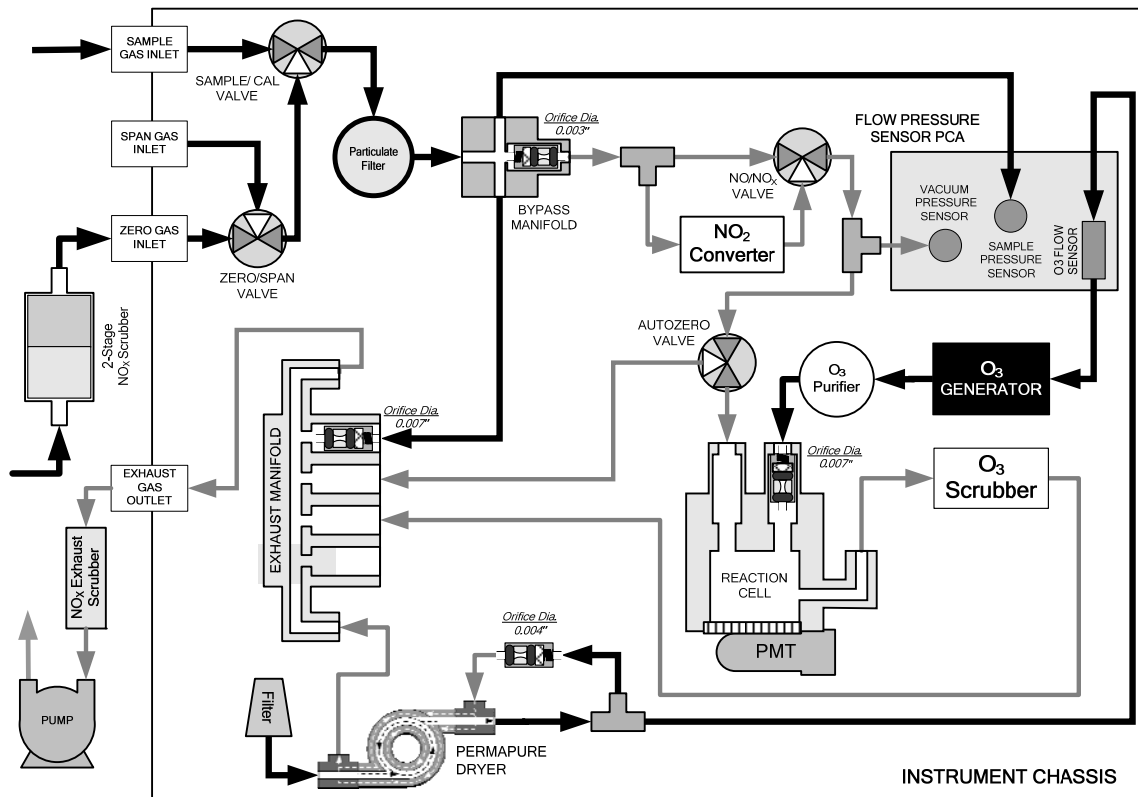 SAMPLE
GAS INLET
SAMPLE/ CAL
VALVE
SPAN GAS
INLET
ZERO GAS
INLET
ZERO/SPAN
VALVE
2-Stage
NOX Scrubber
Particulate
Filter
Orifice Dia.
0.003"
BYPASS
MANIFOLD
NO/NOX
VALVE
NO2
Converter
FLOW PRESSURE
SENSOR PCA
VACUUM
PRESSURE
SENSOR
SAMPLE
PRESSURE
SENSOR
O3 FLOW
SENSOR
AUTOZERO
VALVE
O3
Purifier
O3
GENERATOR
Orifice Dia.
0.007"
EXHAUST MANIFOLD
Orifice Dia.
0.007"
O3
Scrubber
EXHAUST
GAS
OUTLET
NOX Exhaust
Scrubber
PUMP
REACTION
CELL
PMT
Orifice Dia.
0.004"
Filter
PERMAPURE
DRYER
INSTRUMENT CHASSIS